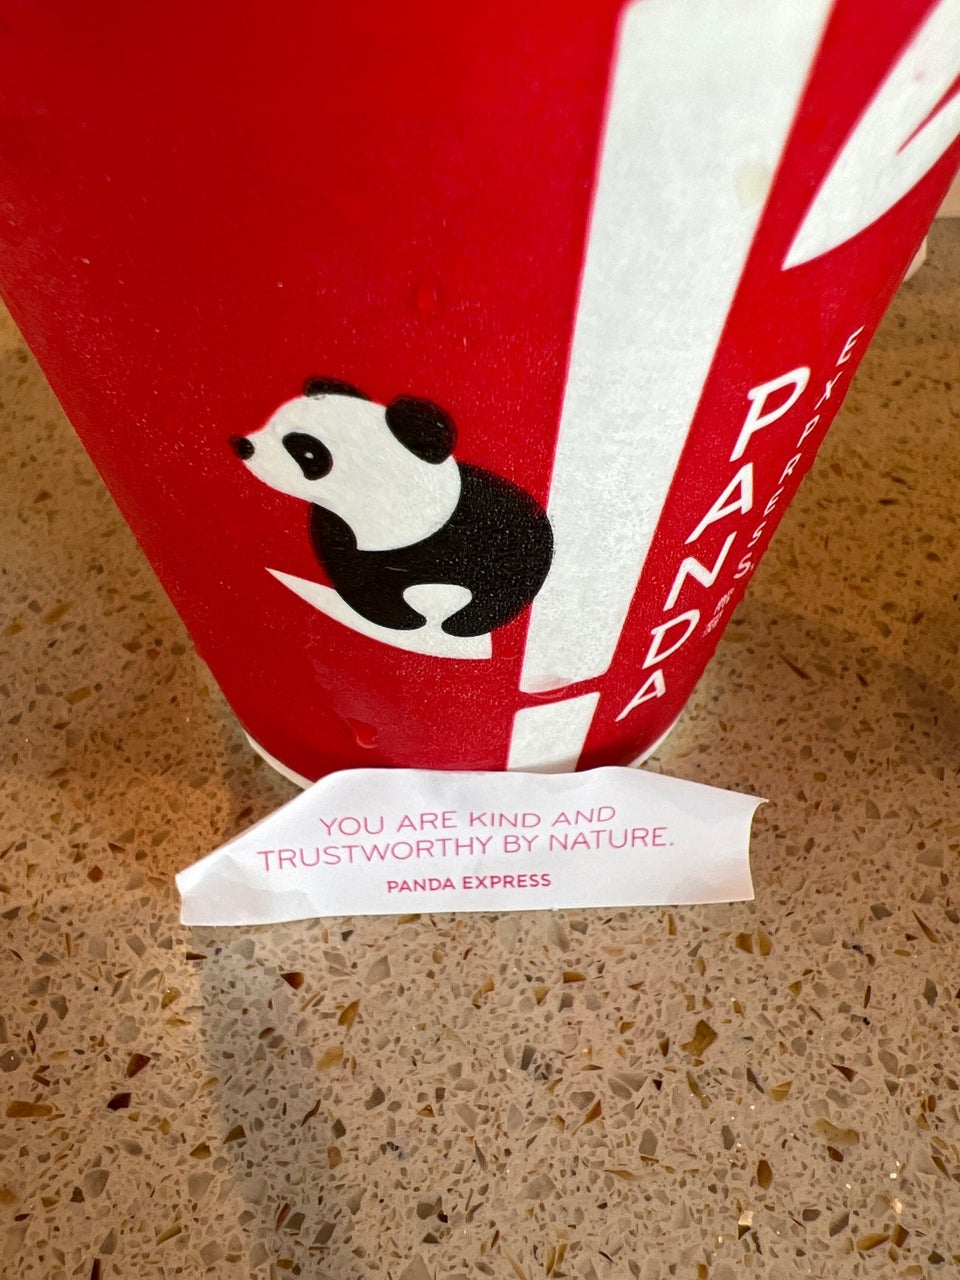 PANDA
EXPRESS
YOU ARE KIND AND
TRUSTWORTHY BY NATURE.
PANDA EXPRESS